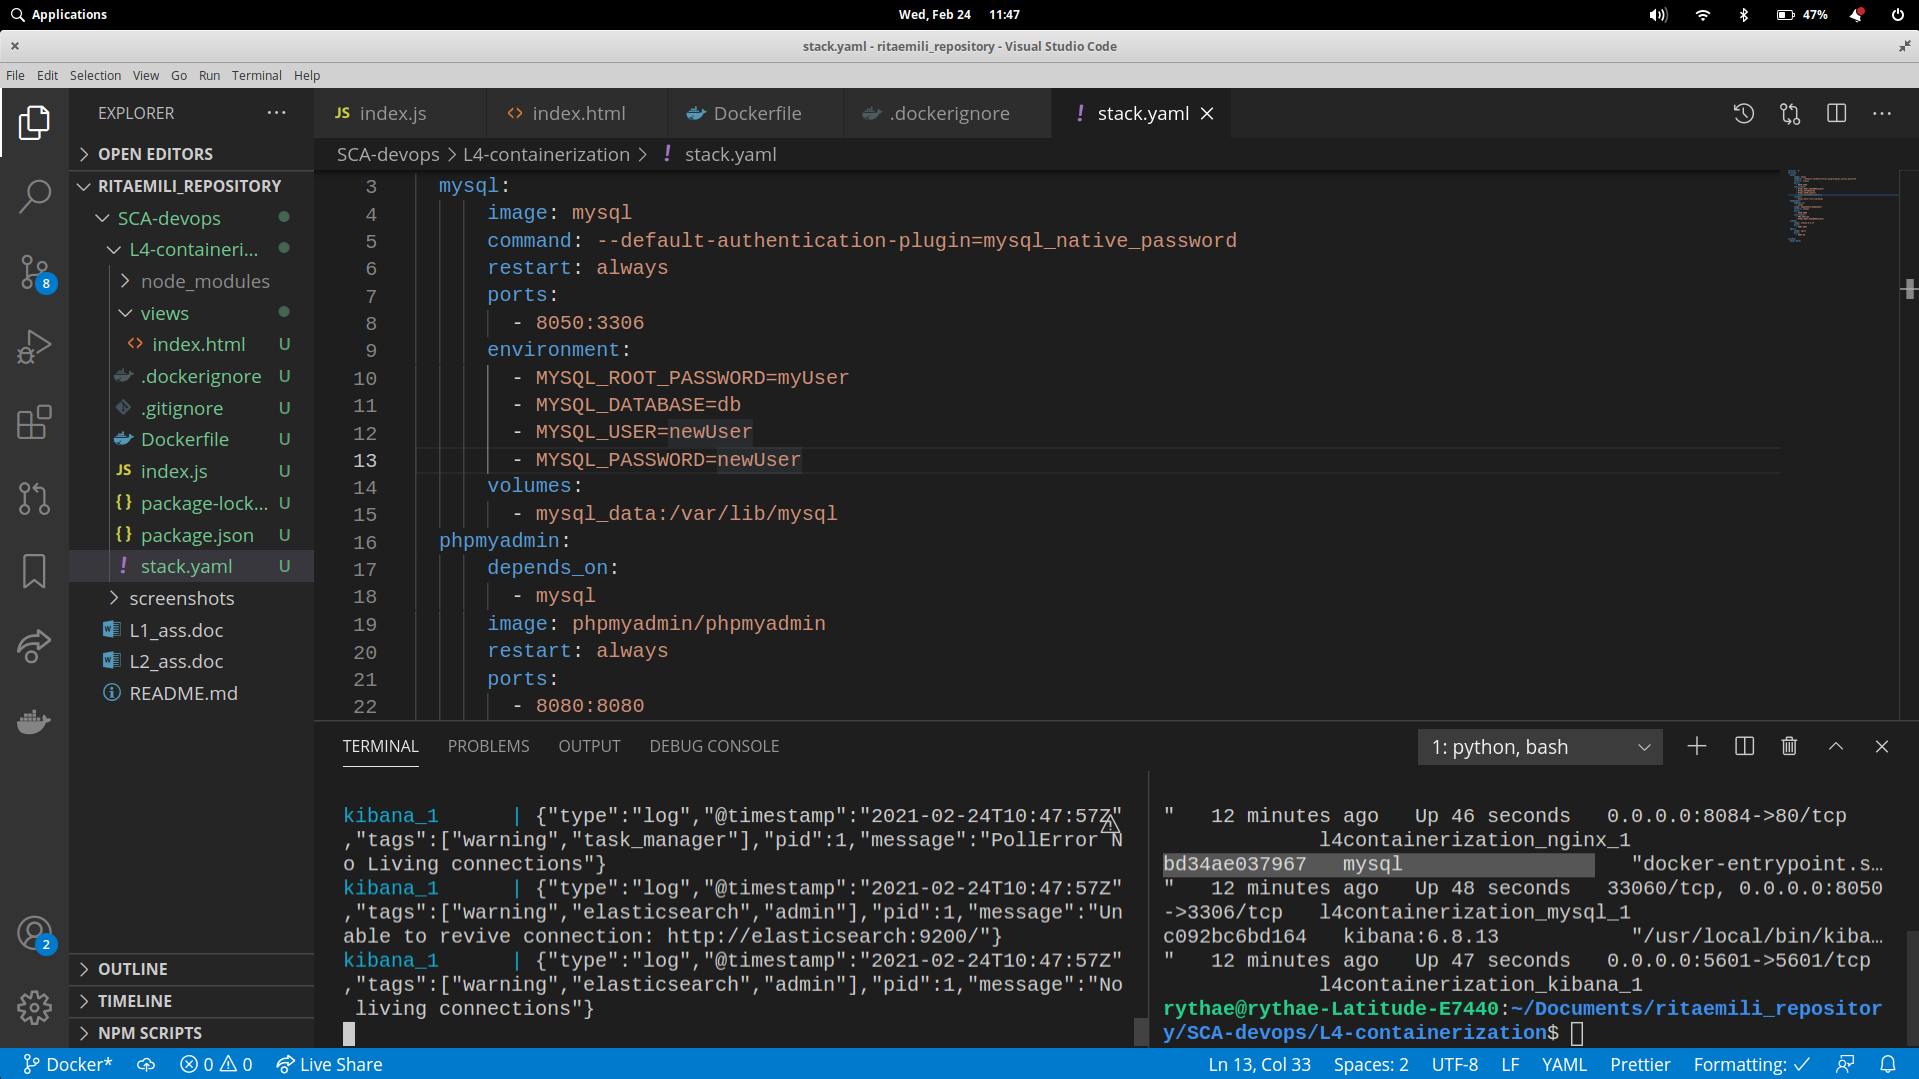 Applications
Wed, Feb 24 11:47
47%
stack.yaml - ritaemili_repository - Visual Studio Code
File Edit Selection View Go Run Terminal Help
EXPLORER
OPEN EDITORS
RITAEMILI_REPOSITORY
SCA-devops
L4-containeri...
node_modules
views
<> index.html U
.dockerignore U
.gitignore U
Dockerfile U
JS index.js U
{} package-lock... U
{} package.json U
! stack.yaml U
screenshots
L1_ass.doc
L2_ass.doc
README.md
OUTLINE
TIMELINE
NPM SCRIPTS
8
2
JS index.js <> index.html Dockerfile .dockerignore ! stack.yaml
SCA-devops > L4-containerization > ! stack.yaml
3 mysql:
4 image: mysql
5 command: --default-authentication-plugin=mysql_native_password
6 restart: always
7 ports:
8 - 8050:3306
9 environment:
10 - MYSQL_ROOT_PASSWORD=myUser
11 - MYSQL_DATABASE=db
12 - MYSQL_USER=newUser
13 - MYSQL_PASSWORD=newUser
14 volumes:
15 - mysql_data:/var/lib/mysql
16 phpmyadmin:
17 depends_on:
18 - mysql
19 image: phpmyadmin/phpmyadmin
20 restart: always
21 ports:
22 - 8080:8080
TERMINAL PROBLEMS OUTPUT DEBUG CONSOLE
1: python, bash
kibana_1 | {"type":"log","@timestamp":"2021-02-24T10:47:57Z"
,"tags":["warning","task_manager"],"pid":1,"message":"PollError N
o Living connections"}
kibana_1 | {"type":"log","@timestamp":"2021-02-24T10:47:57Z"
,"tags":["warning","elasticsearch","admin"],"pid":1,"message":"Un
able to revive connection: http://elasticsearch:9200/"}
kibana_1 | {"type":"log","@timestamp":"2021-02-24T10:47:57Z"
,"tags":["warning","elasticsearch","admin"],"pid":1,"message":"No
living connections"}
" 12 minutes ago Up 46 seconds 0.0.0.0:8084->80/tcp
l4containerization_nginx_1
bd34ae037967 mysql "docker-entrypoint.s…
" 12 minutes ago Up 48 seconds 33060/tcp, 0.0.0.0:8050
->3306/tcp l4containerization_mysql_1
c092bc6bd164 kibana:6.8.13 "/usr/local/bin/kiba…
" 12 minutes ago Up 47 seconds 0.0.0.0:5601->5601/tcp
l4containerization_kibana_1
rythae@rythae-Latitude-E7440:~/Documents/ritaemili_repositor
y/SCA-devops/L4-containerization$
Docker* 0 0 Live Share
Ln 13, Col 33 Spaces: 2 UTF-8 LF YAML Prettier Formatting: ✓